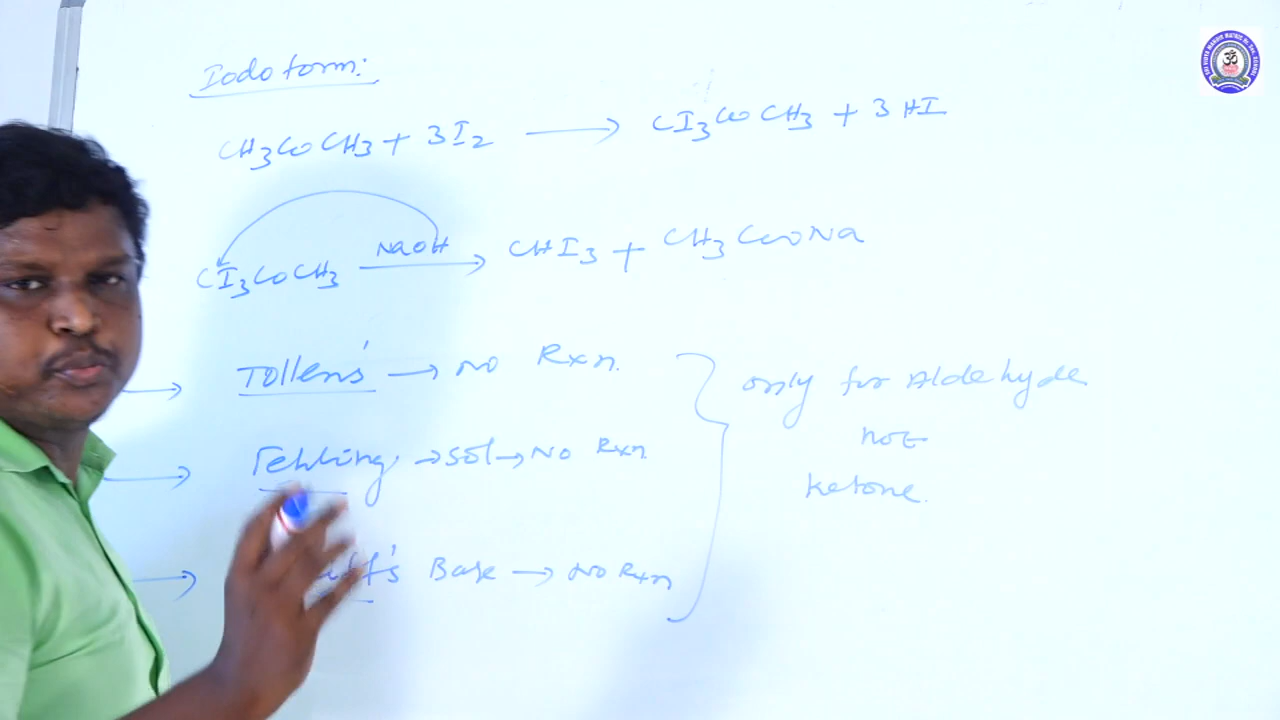 Iodoform:
CH3COCH3 + 3I2 → CI3COCH3 + 3HI
CI3COCH3 NaOH → CHI3 + CH3COONa
→ Tollens' → No Rxn.
→ Fehling → sol → No Rxn.
→ iff's Base → No Rxn
only for Aldehyde
not
ketone.